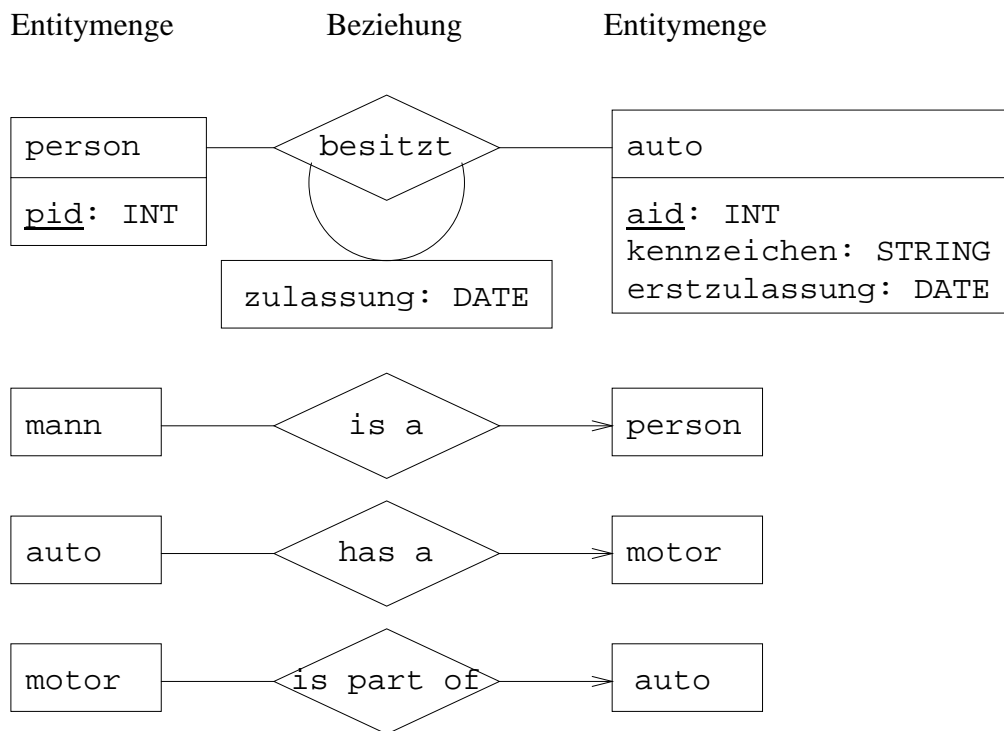 Entitymenge Beziehung Entitymenge
person besitzt auto
pid: INT aid: INT
kennzeichen: STRING
zulassung: DATE erstzulassung: DATE
mann is a person
auto has a motor
motor is part of auto